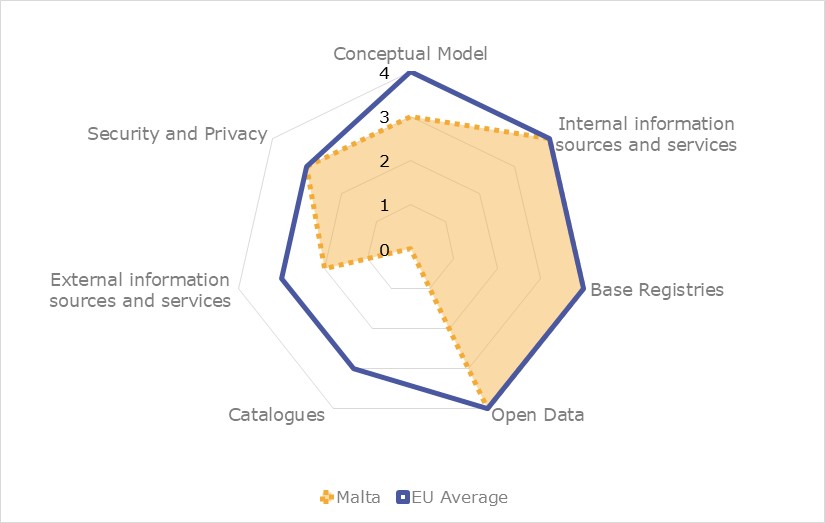 Conceptual Model
4
Internal information
sources and services
3
Security and Privacy
2
1
0
External information
sources and services
Base Registries
Catalogues
Open Data
Malta
EU Average